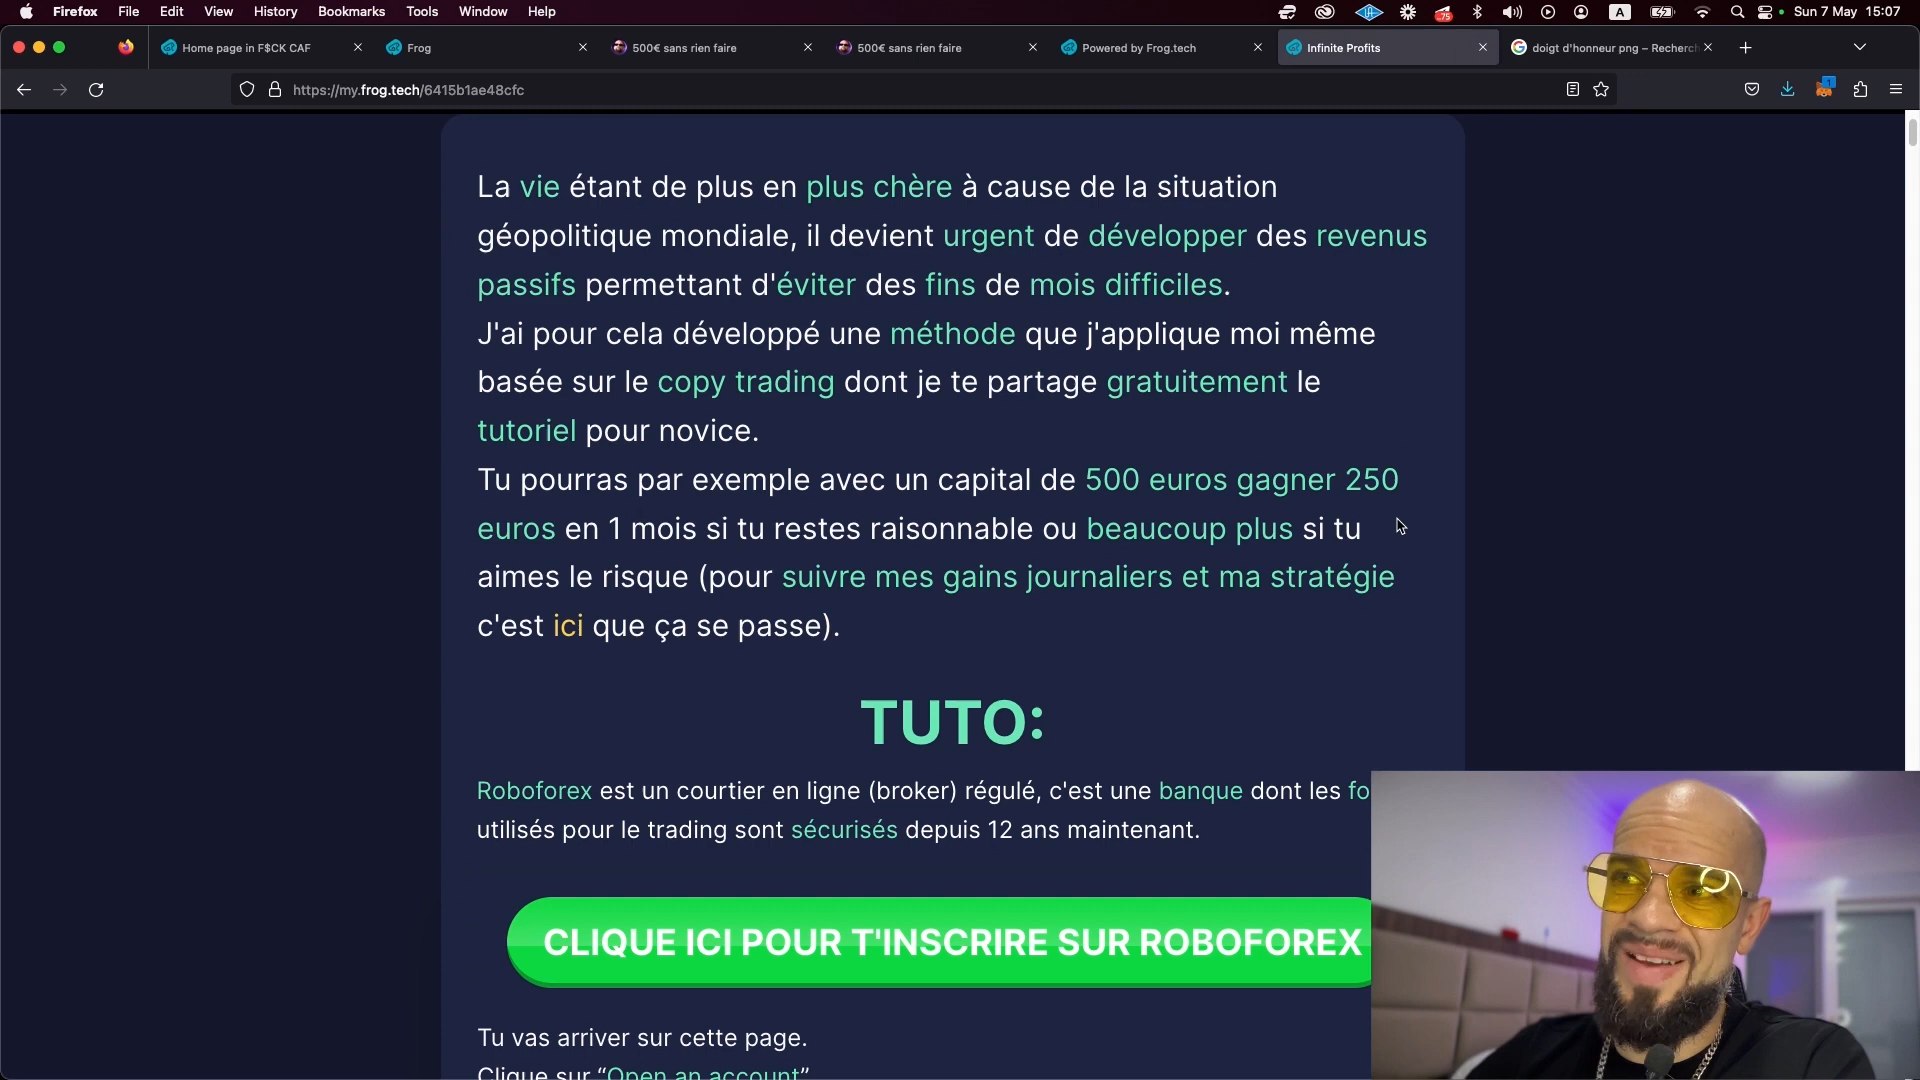 Firefox File Edit View History Bookmarks Tools Window Help
75 A Sun 7 May 15:07
Home page in F$CK CAF
Frog
500€ sans rien faire
500€ sans rien faire
Powered by Frog.tech
Infinite Profits
doigt d'honneur png – Recherc
https://my.frog.tech/6415b1ae48cfc
1
La vie étant de plus en plus chère à cause de la situation
géopolitique mondiale, il devient urgent de développer des revenus
passifs permettant d'éviter des fins de mois difficiles.
J'ai pour cela développé une méthode que j'applique moi même
basée sur le copy trading dont je te partage gratuitement le
tutoriel pour novice.
Tu pourras par exemple avec un capital de 500 euros gagner 250
euros en 1 mois si tu restes raisonnable ou beaucoup plus si tu
aimes le risque (pour suivre mes gains journaliers et ma stratégie
c'est ici que ça se passe).
TUTO:
Roboforex est un courtier en ligne (broker) régulé, c'est une banque dont les fo
utilisés pour le trading sont sécurisés depuis 12 ans maintenant.
CLIQUE ICI POUR T'INSCRIRE SUR ROBOFOREX
Tu vas arriver sur cette page.
Clique sur “Open an account”